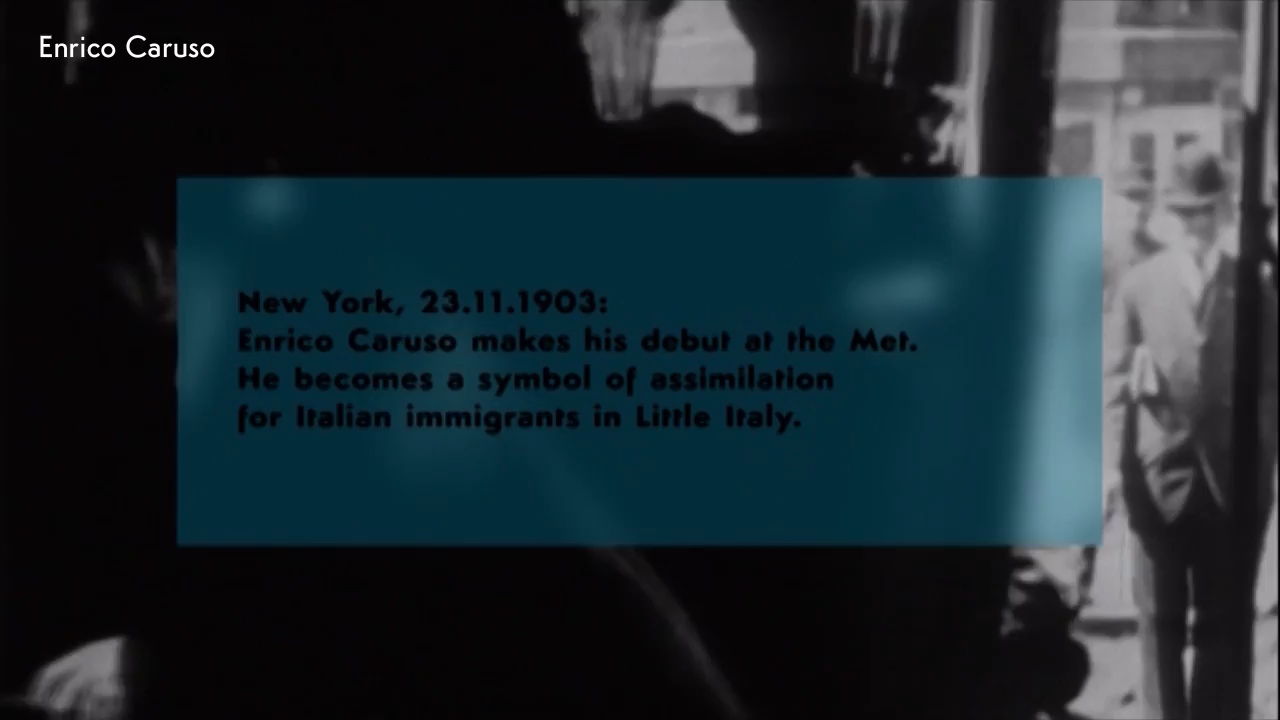 Enrico Caruso
New York, 23.11.1903:
Enrico Caruso makes his debut at the Met.
He becomes a symbol of assimilation
for Italian immigrants in Little Italy.